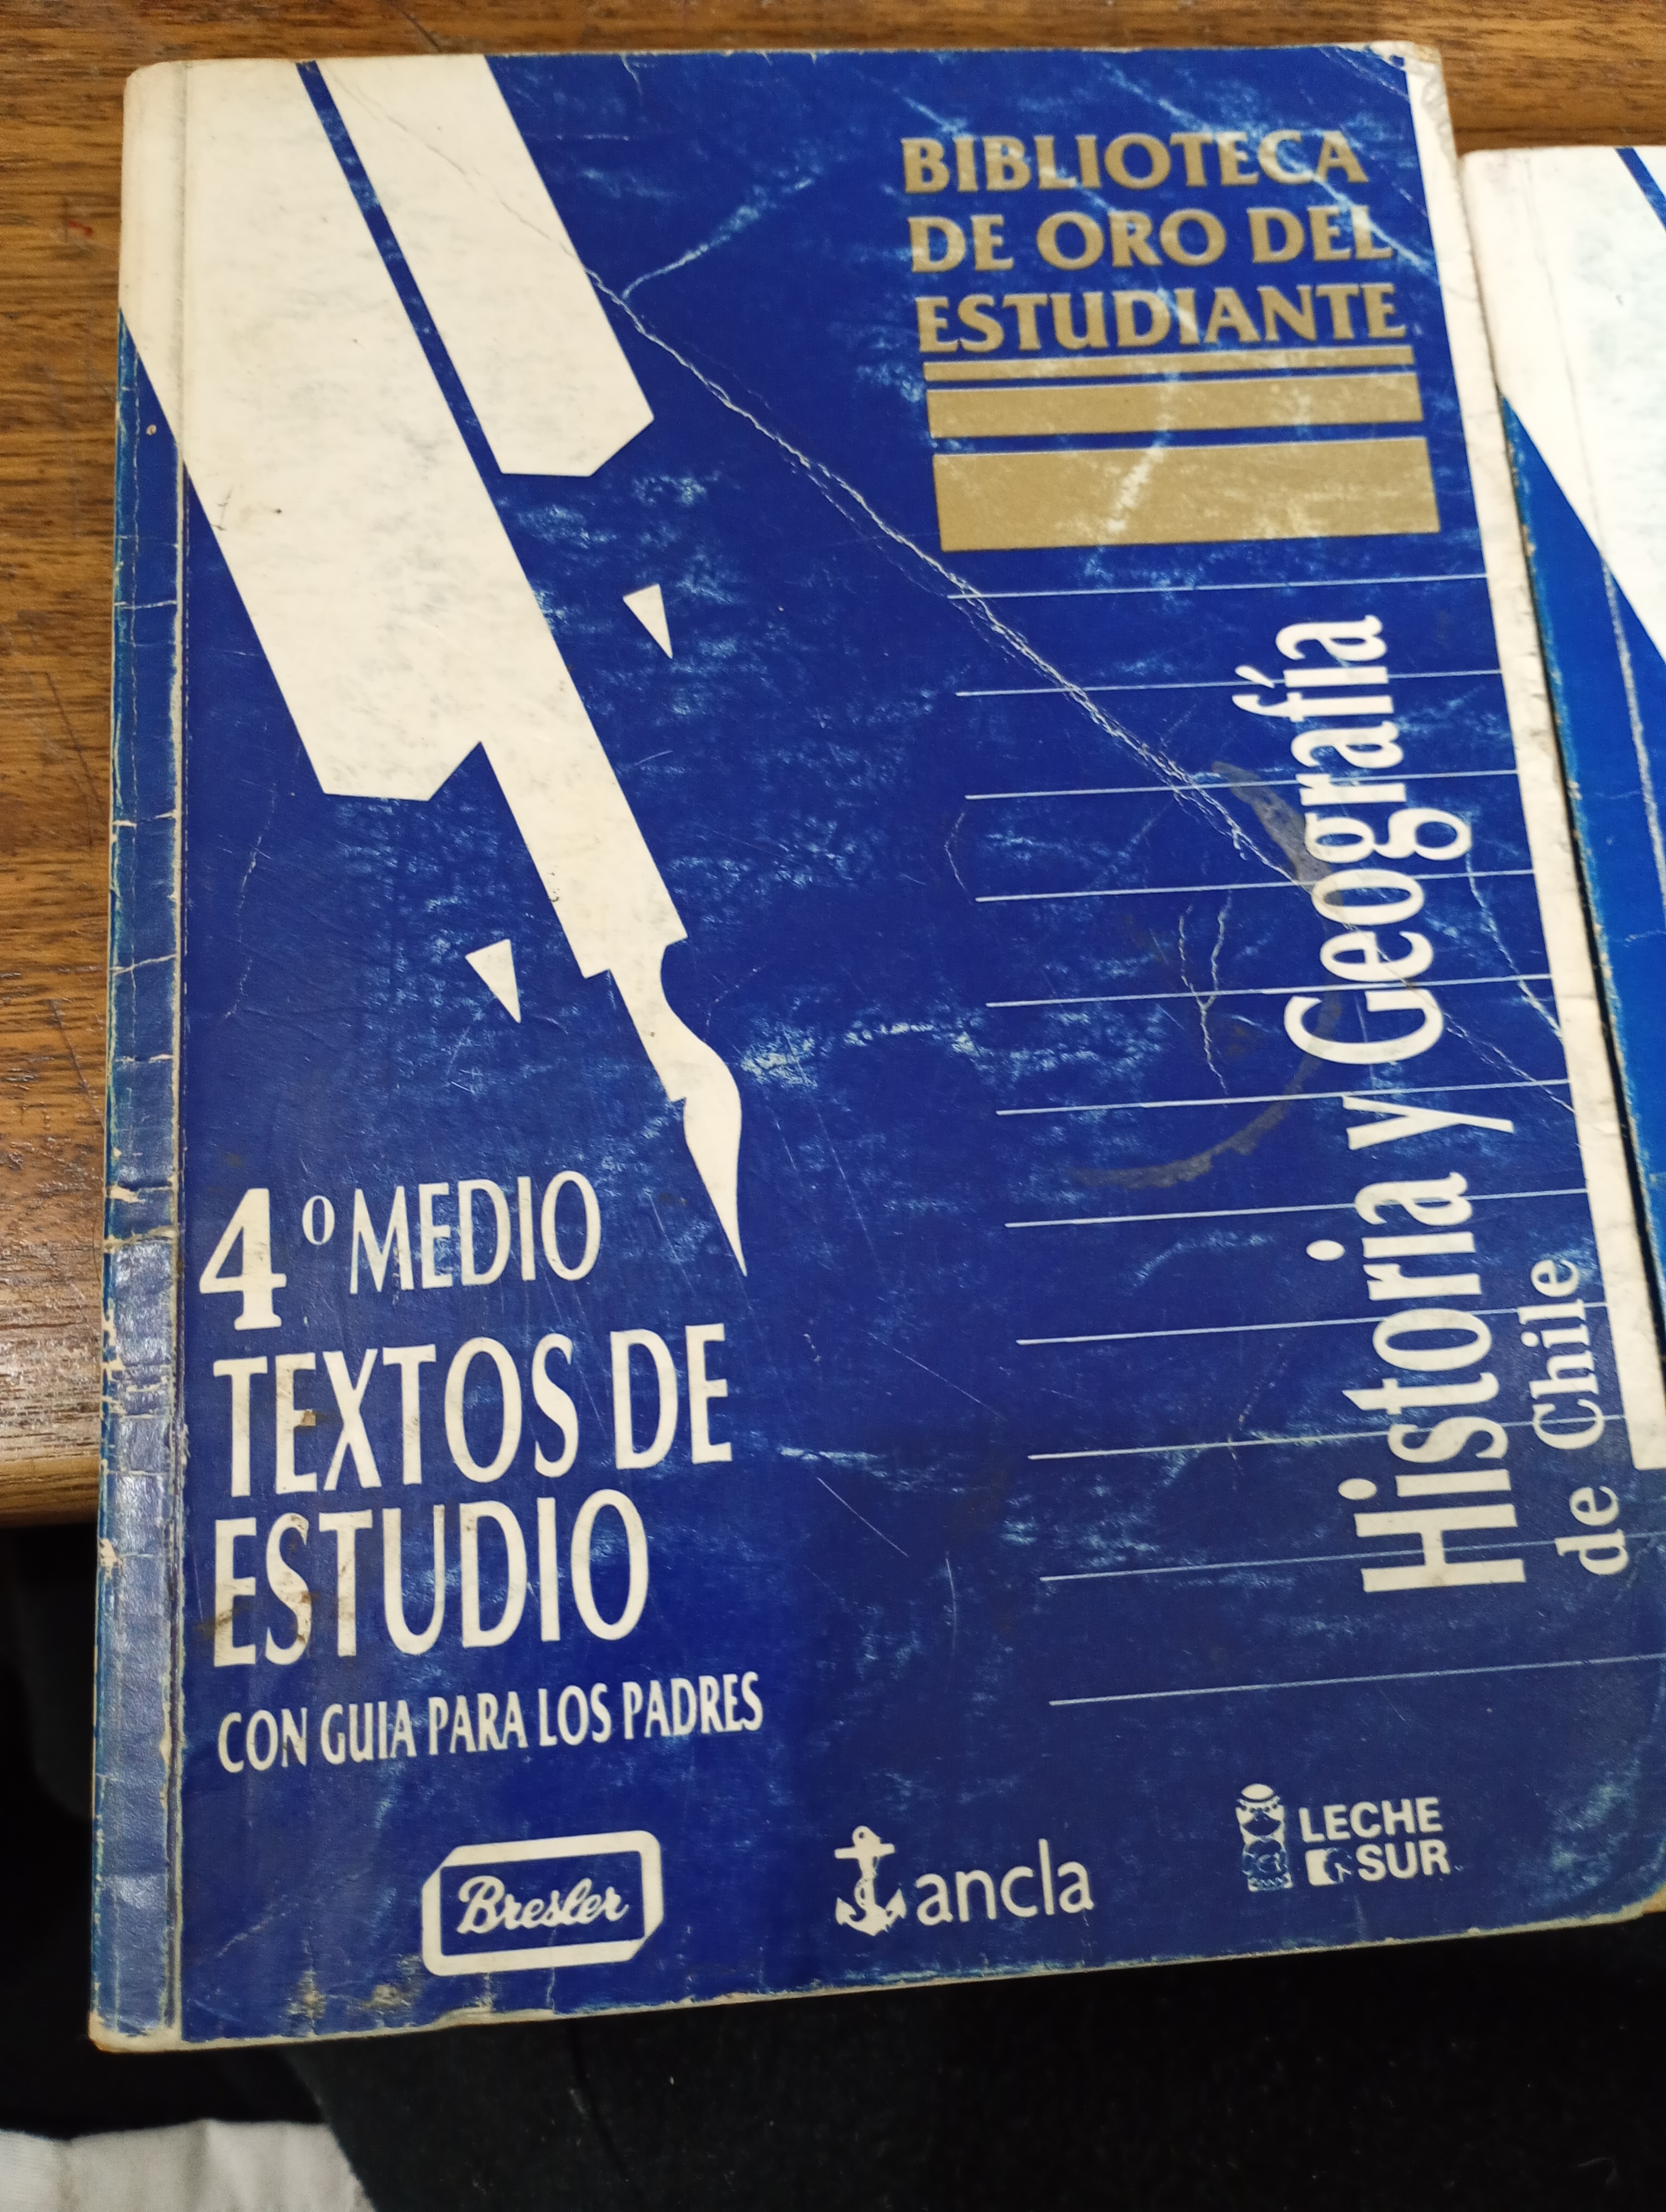 BIBLIOTECA
DE ORO DEL
ESTUDIANTE
Historia y Geografía
de Chile
4º MEDIO
TEXTOS DE
ESTUDIO
CON GUIA PARA LOS PADRES
Bresler
ancla
LECHE
SUR